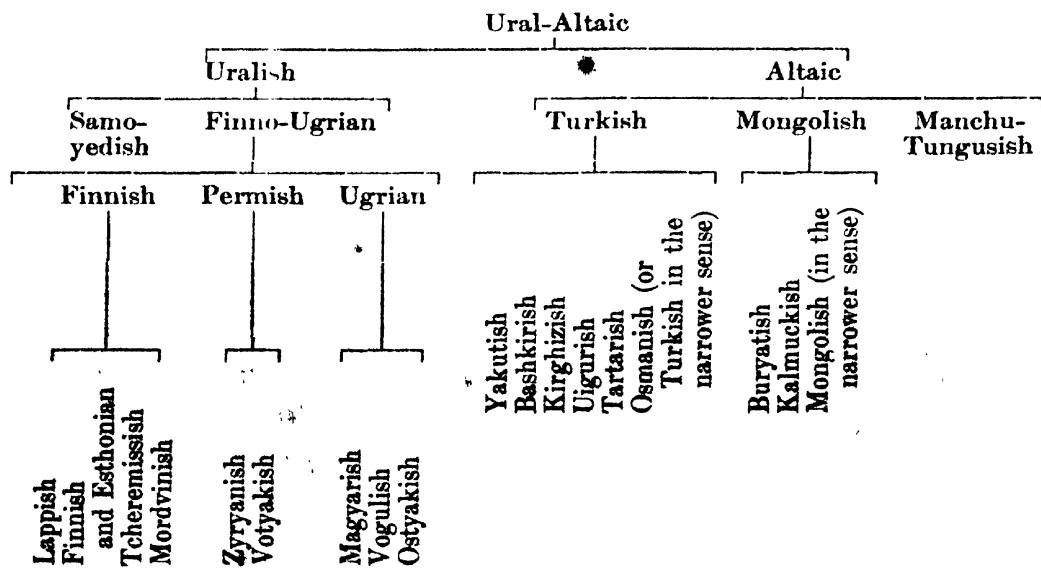 Ural-Altaic
Uralish
Altaic
Samo-
yedish
Finno-Ugrian
Turkish
Mongolish
Manchu-
Tungusish
Finnish
Permish
Ugrian
Lappish
Finnish
and Esthonian
Tcheremissish
Mordvinish
Zyryanish
Votyakish
Magyarish
Vogulish
Ostyakish
Yakutish
Bashkirish
Kirghizish
Uigurish
Tartarish
Osmanish (or
Turkish in the
narrower sense)
Buryatish
Kalmuckish
Mongolish (in the
narrower sense)